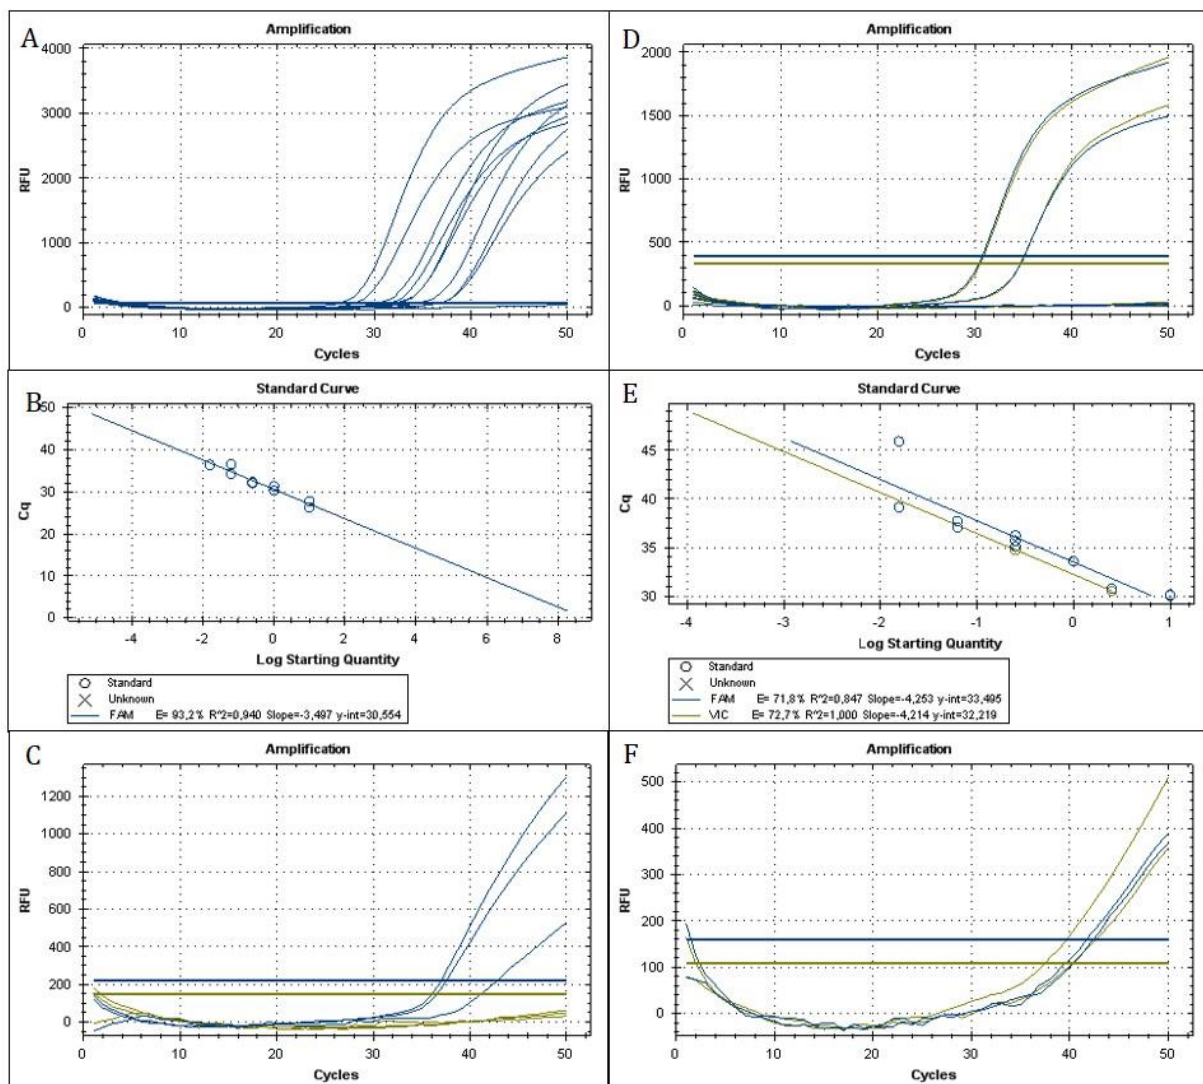 A
Amplification
4000
3000
2000
1000
0
RFU
0 10 20 30 40 50
Cycles
D
Amplification
2000
1500
1000
500
0
RFU
0 10 20 30 40 50
Cycles
B
Standard Curve
50
40
30
20
10
0
Cq
-4 -2 0 2 4 6 8
Log Starting Quantity
Standard
Unknown
FAM E= 93,2% R^2=0,940 Slope=-3,497 y-int=30,554
E
Standard Curve
45
40
35
30
Cq
-4 -3 -2 -1 0 1
Log Starting Quantity
Standard
Unknown
FAM E= 71,8% R^2=0,847 Slope=-4,253 y-int=33,495
VIC E= 72,7% R^2=1,000 Slope=-4,214 y-int=32,219
C
Amplification
1200
1000
800
600
400
200
0
RFU
0 10 20 30 40 50
Cycles
F
Amplification
500
400
300
200
100
0
RFU
0 10 20 30 40 50
Cycles